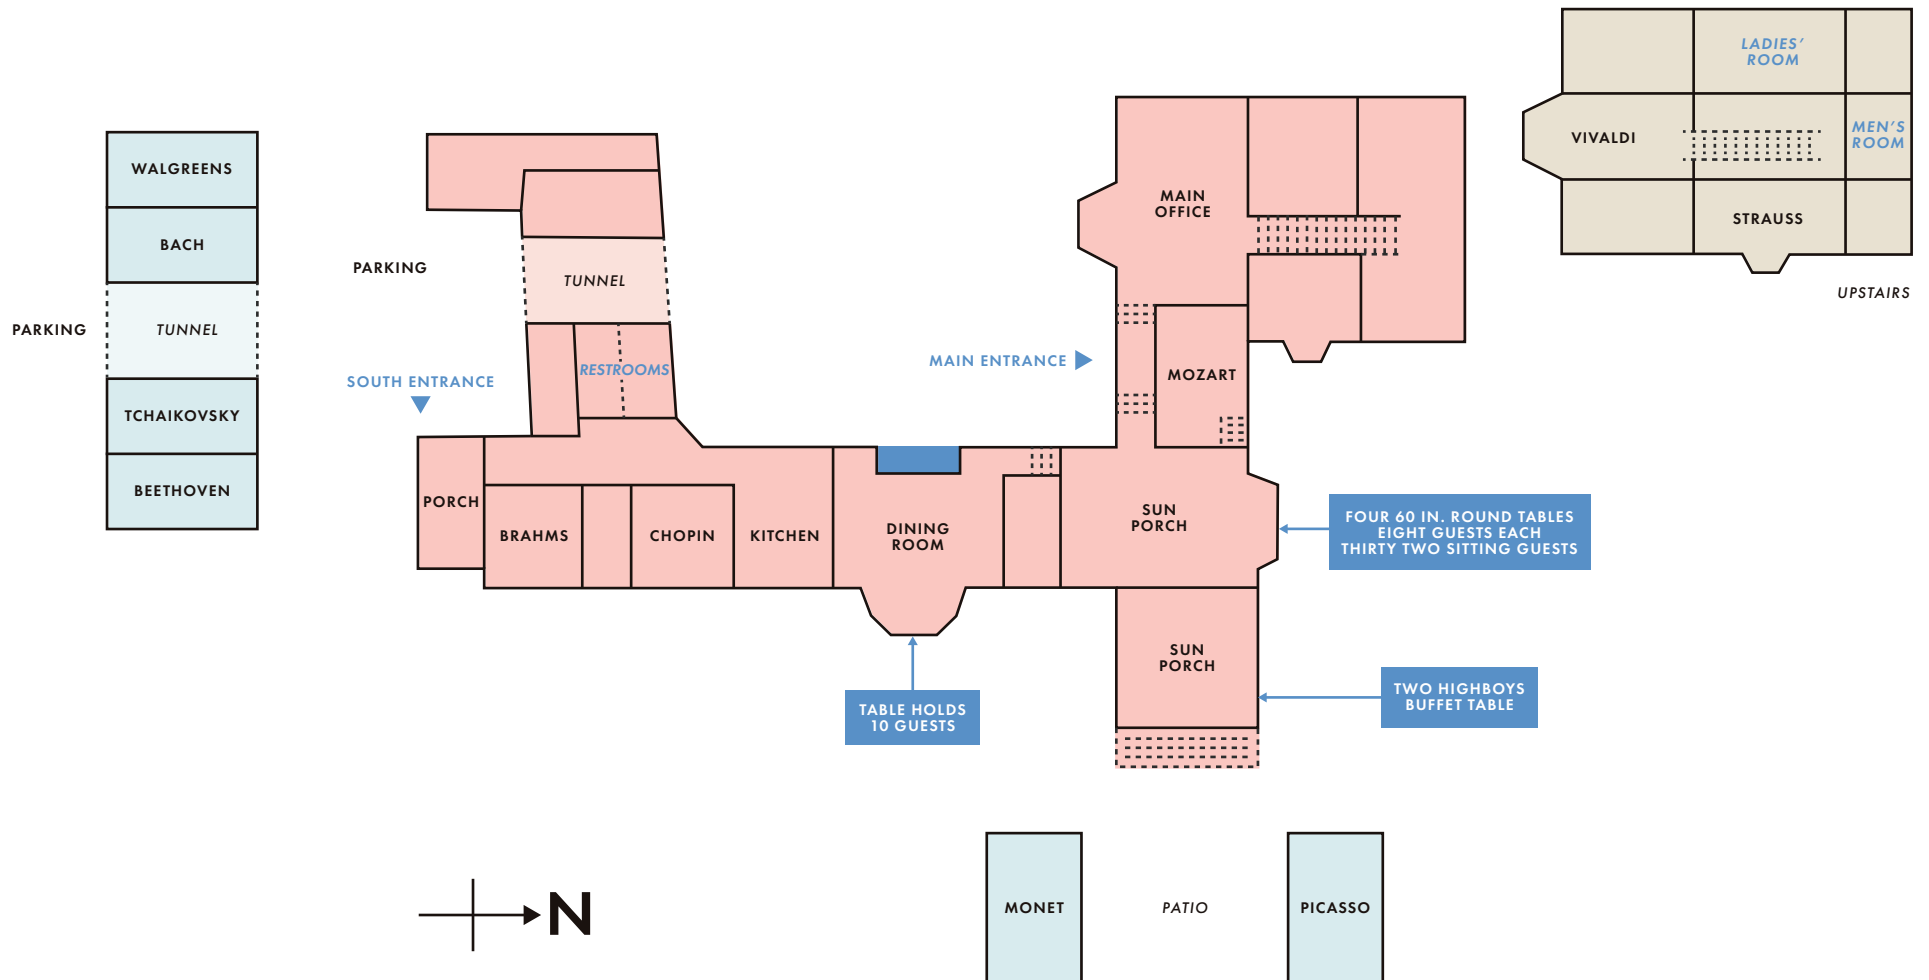 WALGREENS
BACH
PARKING
TUNNEL
TCHAIKOVSKY
BEETHOVEN
PARKING
TUNNEL
RESTROOMS
SOUTH ENTRANCE
PORCH
BRAHMS
CHOPIN
KITCHEN
DINING
ROOM
TABLE HOLDS
10 GUESTS
MAIN
OFFICE
MAIN ENTRANCE
MOZART
SUN
PORCH
FOUR 60 IN. ROUND TABLES
EIGHT GUESTS EACH
THIRTY TWO SITTING GUESTS
SUN
PORCH
TWO HIGHBOYS
BUFFET TABLE
LADIES'
ROOM
VIVALDI
MEN'S
ROOM
STRAUSS
UPSTAIRS
N
MONET
PATIO
PICASSO